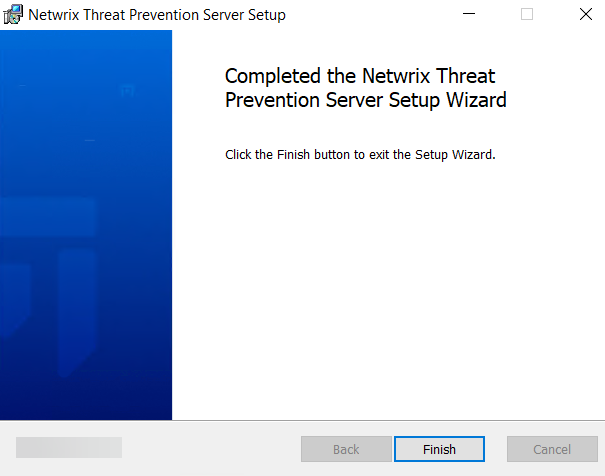 Netwrix Threat Prevention Server Setup
Completed the Netwrix Threat
Prevention Server Setup Wizard
Click the Finish button to exit the Setup Wizard.
Back
Finish
Cancel